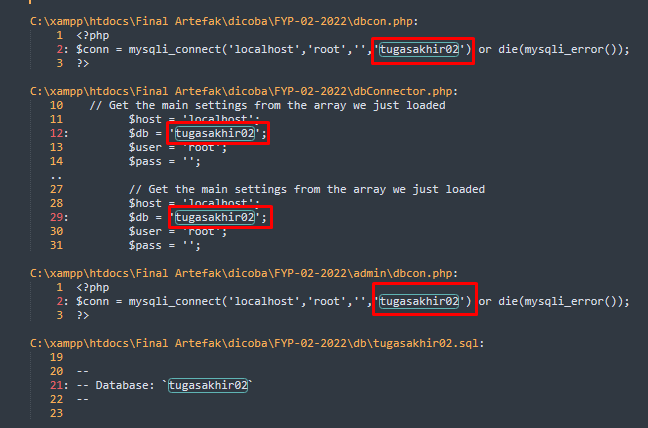 C:\xampp\htdocs\Final Artefak\dicoba\FYP-02-2022\dbcon.php:
1 <?php
2: $conn = mysqli_connect('localhost','root','','tugasakhir02') or die(mysqli_error());
3 ?>
C:\xampp\htdocs\Final Artefak\dicoba\FYP-02-2022\dbConnector.php:
10 // Get the main settings from the array we just loaded
11 $host = 'localhost';
12: $db = 'tugasakhir02';
13 $user = 'root';
14 $pass = '';
..
27 // Get the main settings from the array we just loaded
28 $host = 'localhost';
29: $db = 'tugasakhir02';
30 $user = 'root';
31 $pass = '';
C:\xampp\htdocs\Final Artefak\dicoba\FYP-02-2022\admin\dbcon.php:
1 <?php
2: $conn = mysqli_connect('localhost','root','','tugasakhir02') or die(mysqli_error());
3 ?>
C:\xampp\htdocs\Final Artefak\dicoba\FYP-02-2022\db\tugasakhir02.sql:
19
20 --
21: -- Database: `tugasakhir02`
22 --
23